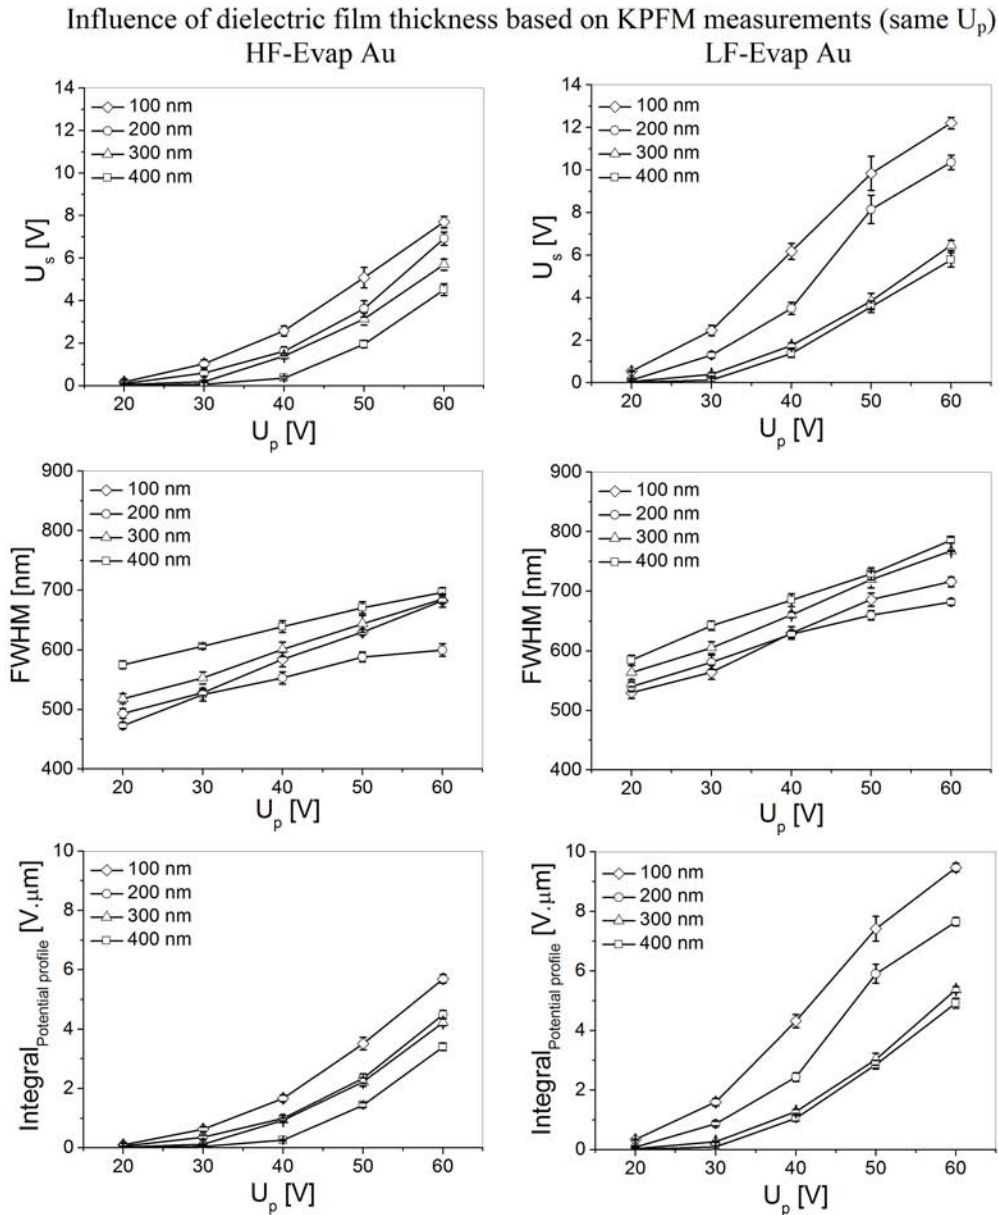 Influence of dielectric film thickness based on KPFM measurements (same Uₚ)
HF-Evap Au
LF-Evap Au
14
12
10
8
6
4
2
0
Uₛ [V]
100 nm
200 nm
300 nm
400 nm
20 30 40 50 60
Uₚ [V]
14
12
10
8
6
4
2
0
Uₛ [V]
100 nm
200 nm
300 nm
400 nm
20 30 40 50 60
Uₚ [V]
900
800
700
600
500
400
FWHM [nm]
100 nm
200 nm
300 nm
400 nm
20 30 40 50 60
Uₚ [V]
900
800
700
600
500
400
FWHM [nm]
100 nm
200 nm
300 nm
400 nm
20 30 40 50 60
Uₚ [V]
10
8
6
4
2
0
Integral Potential profile [V.μm]
100 nm
200 nm
300 nm
400 nm
20 30 40 50 60
Uₚ [V]
10
8
6
4
2
0
Integral Potential profile [V.μm]
100 nm
200 nm
300 nm
400 nm
20 30 40 50 60
Uₚ [V]